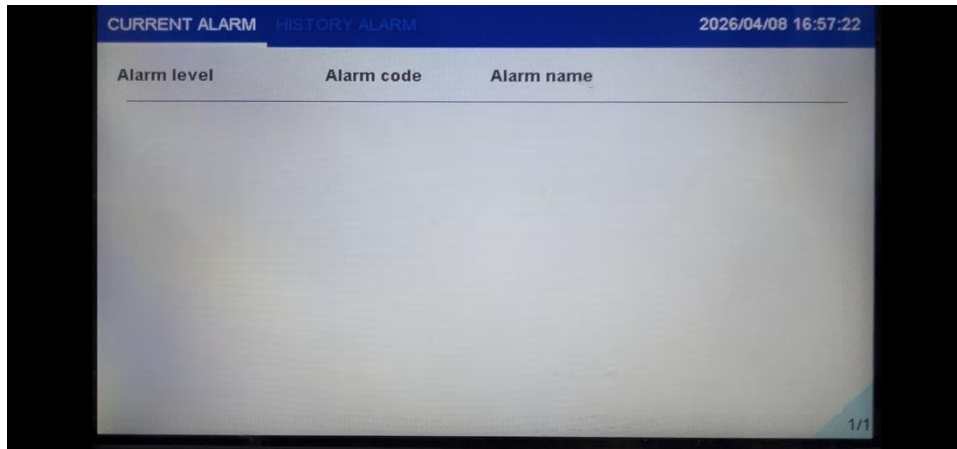 CURRENT ALARM HISTORY ALARM 2026/04/08 16:57:22
Alarm level Alarm code Alarm name
1/1